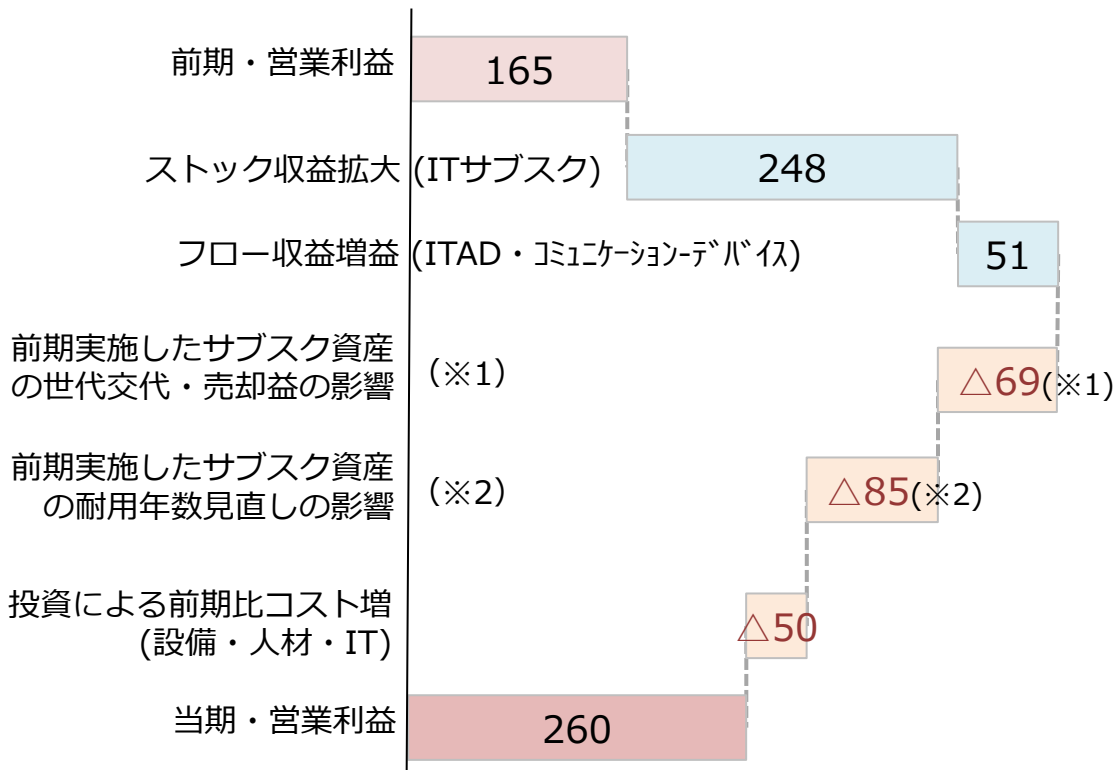 前期・営業利益
165
ストック収益拡大 (ITサブスク)
248
フロー収益増益 (ITAD・ｺﾐｭﾆｹｰｼｮﾝ-ﾃﾞﾊﾞｲｽ)
51
前期実施したサブスク資産
の世代交代・売却益の影響
(※1)
△69(※1)
前期実施したサブスク資産
の耐用年数見直しの影響
(※2)
△85(※2)
投資による前期比コスト増
(設備・人材・IT)
△50
当期・営業利益
260